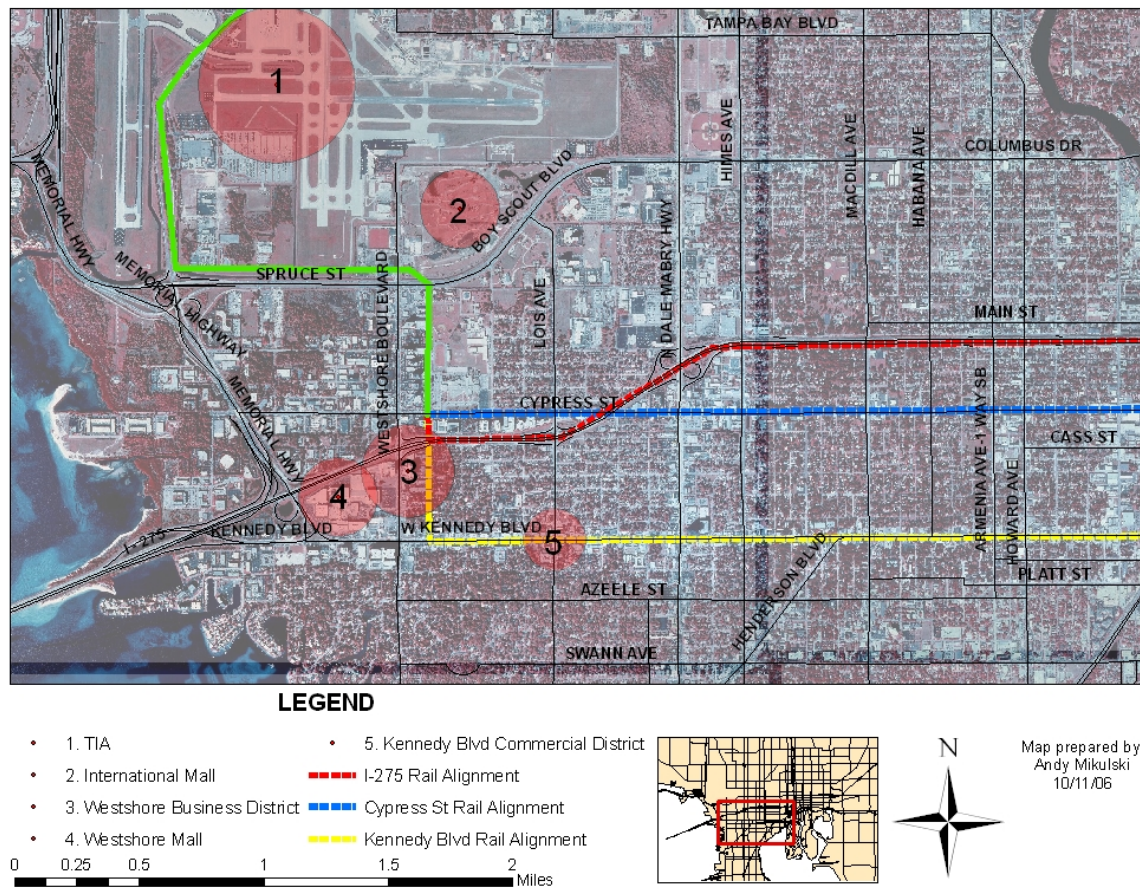 TAMPA BAY BLVD
1
MEMORIAL HWY
HIMES AVE
MACDILL AVE
HABANA AVE
COLUMBUS DR
2
BOY SCOUT BLVD
N DALE MABRY HWY
SPRUCE ST
MEMORIAL HIGHWAY
WESTSHORE BOULEVARD
LOIS AVE
MAIN ST
MEMORIAL HWY
CYPRESS ST
ARMENIA AVE-1 WAY SB
CASS ST
3
4
HOWARD AVE
I-275
KENNEDY BLVD
W KENNEDY BLVD
5
HENDERSON BLVD
PLATT ST
AZEELE ST
SWANN AVE
LEGEND
1. TIA
2. International Mall
3. Westshore Business District
4. Westshore Mall
5. Kennedy Blvd Commercial District
I-275 Rail Alignment
Cypress St Rail Alignment
Kennedy Blvd Rail Alignment
0 0.25 0.5 1 1.5 2
Miles
N
Map prepared by
Andy Mikulski
10/11/06